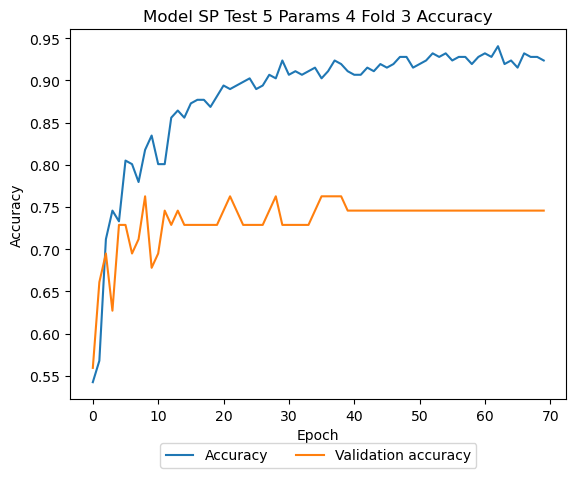 Model SP Test 5 Params 4 Fold 3 Accuracy
0.95
0.90
0.85
0.80
0.75
0.70
0.65
0.60
0.55
Accuracy
0 10 20 30 40 50 60 70
Epoch
Accuracy Validation accuracy